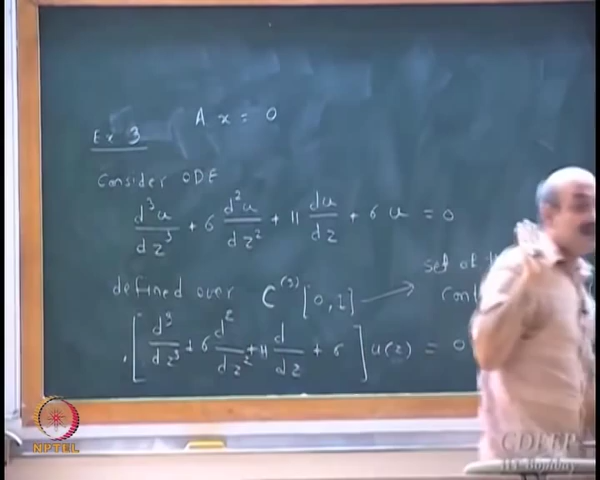 A x = 0
Ex 3
Consider ODE
d³u/dz³ + 6 d²u/dz² + 11 du/dz + 6 u = 0
set of
defined over C⁽³⁾ [0,1] → Cont
[ d³/dz³ + 6 d²/dz² + 11 d/dz + 6 ] u(z) = 0
NPTEL
CDEEP
IIT Bombay